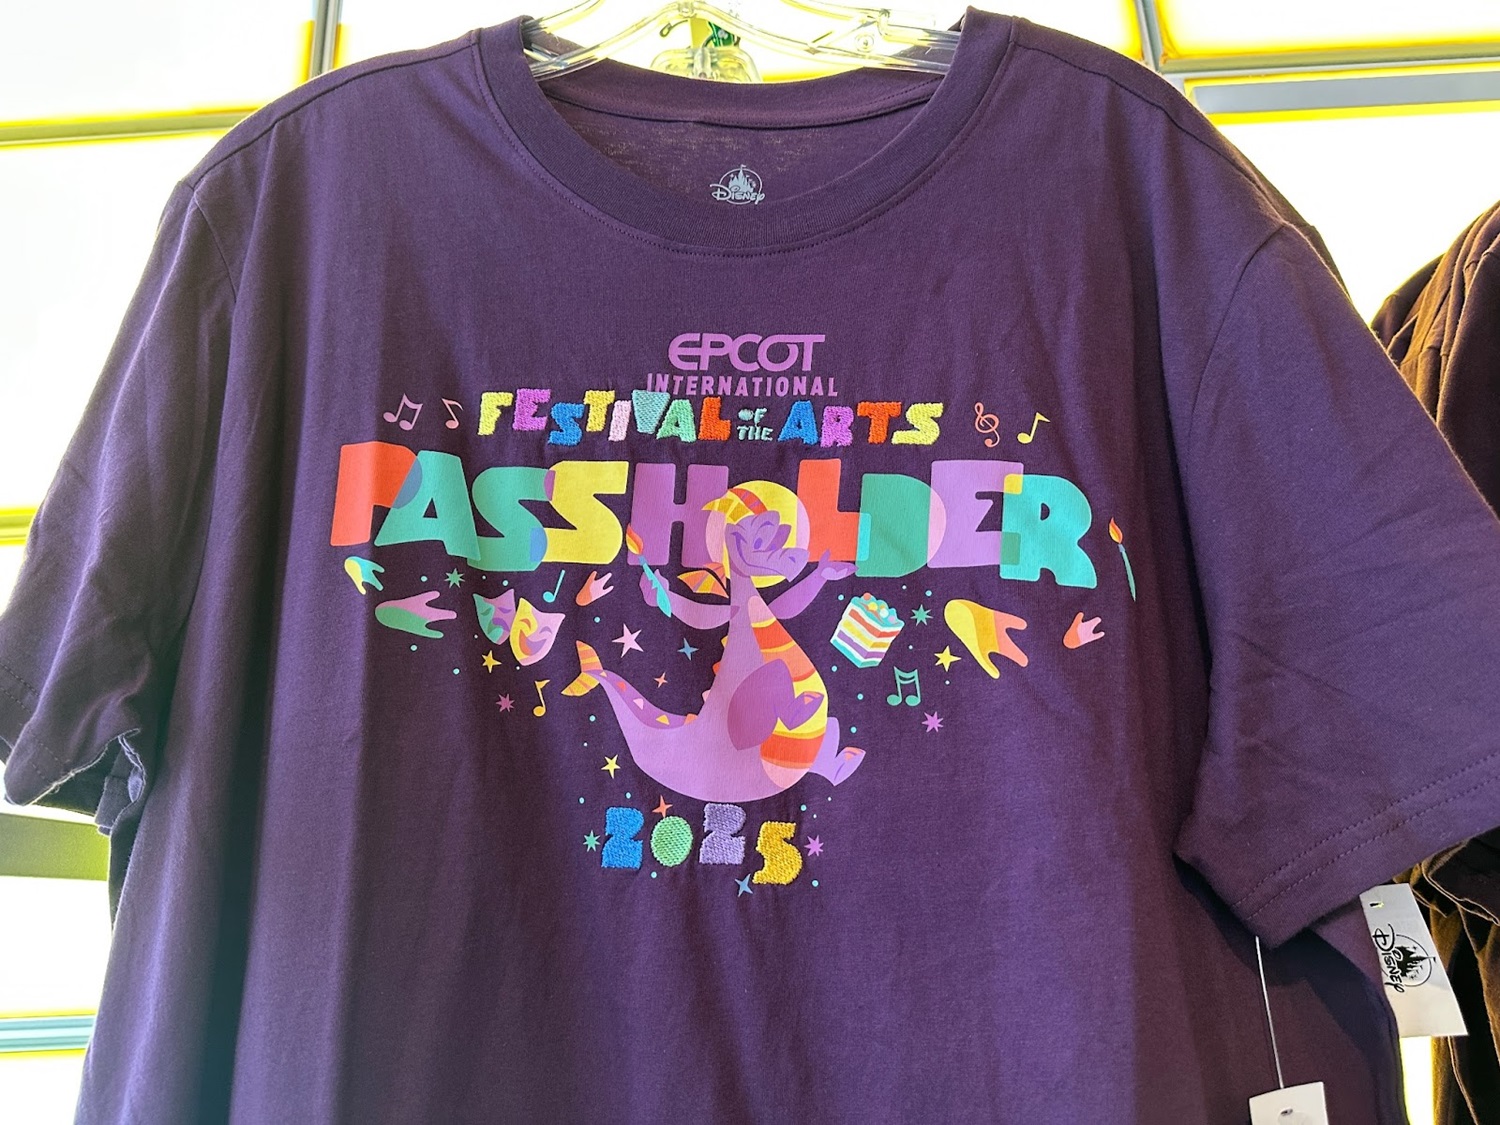 Disney
EPCOT
INTERNATIONAL
FESTIVAL OF THE ARTS
PASSHOLDER
2025
Disney